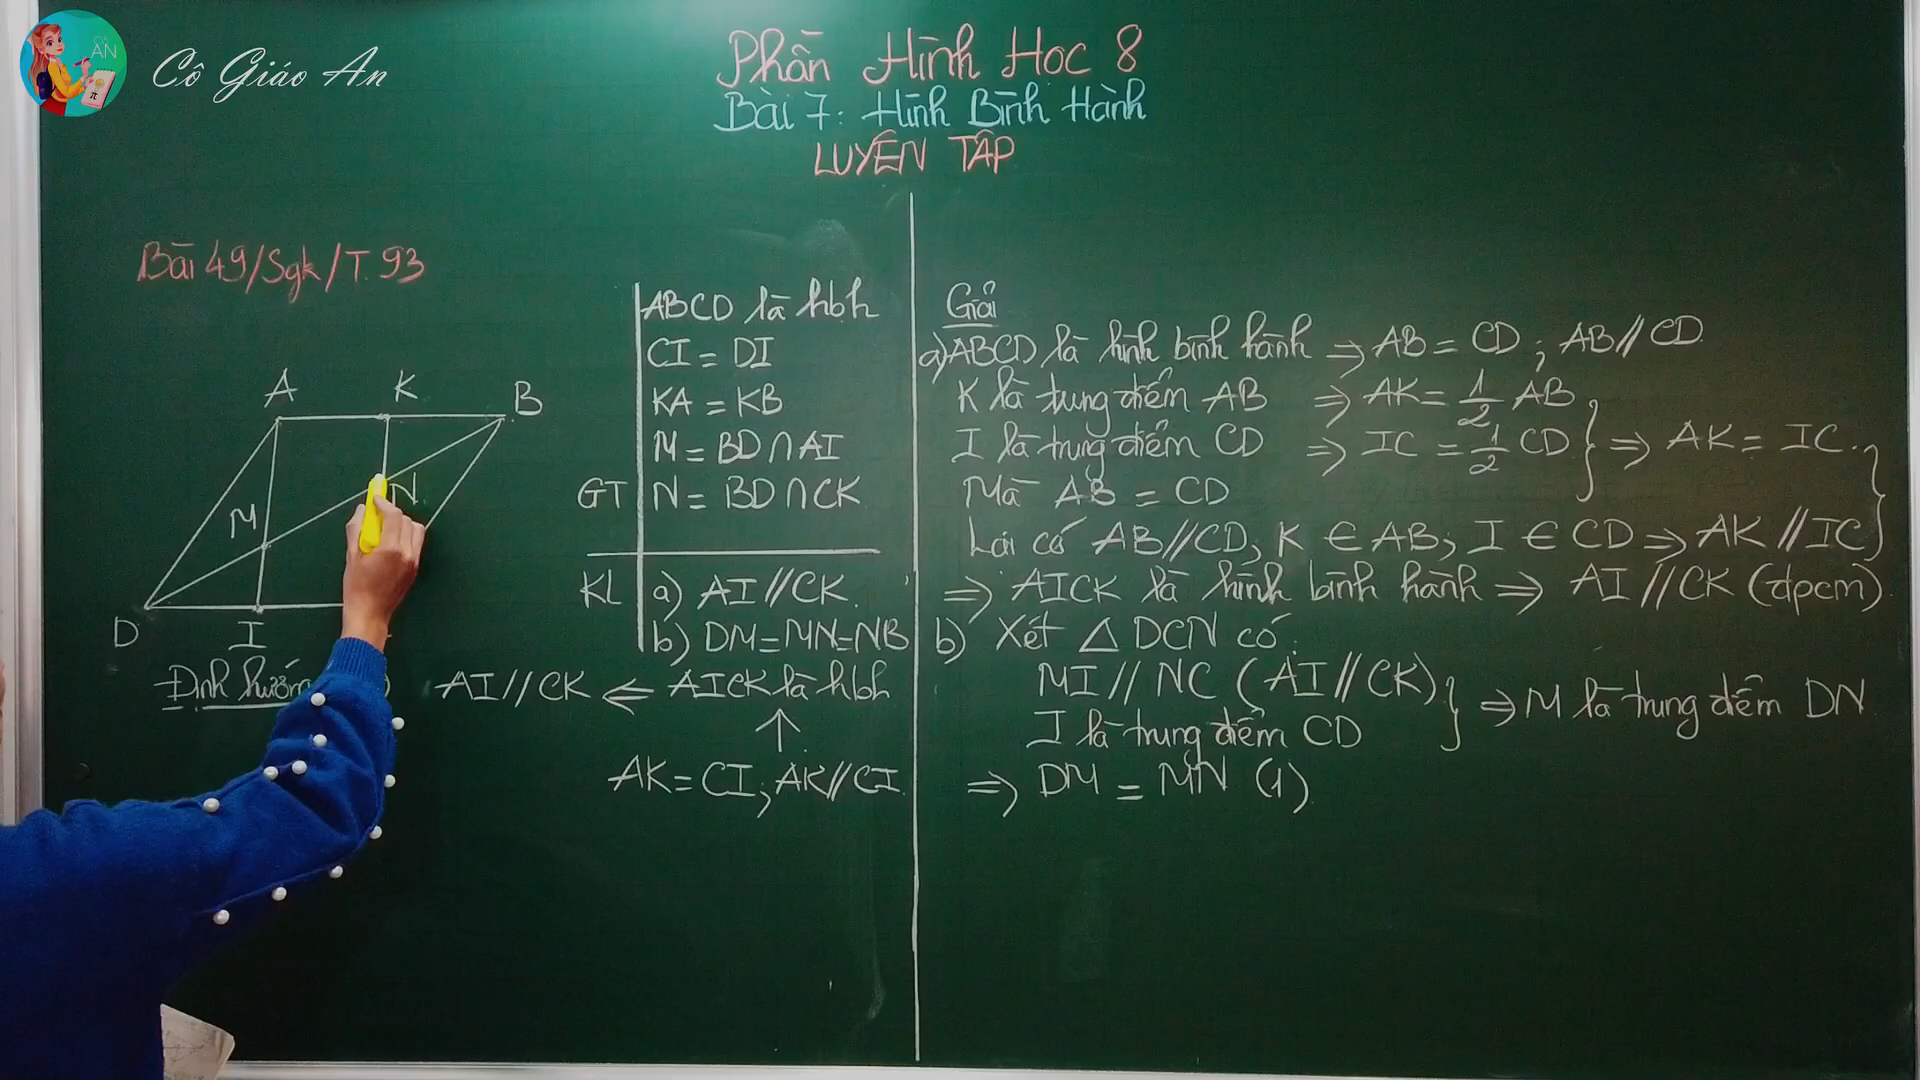 Cô Giáo An
AN
π
Phần Hình Học 8
Bài 7: Hình Bình Hành
LUYỆN TẬP
Bài 49/Sgk/T.93
A K B
M N
D I
GT
ABCD là hbh
CI = DI
KA = KB
M = BD ∩ AI
N = BD ∩ CK
KL
a) AI // CK.
b) DM = MN = NB
Định hướng
AI // CK ⇐ AICK là hbh
↑
AK = CI; AK // CI
Giải
a) ABCD là hình bình hành ⇒ AB = CD; AB // CD.
K là trung điểm AB ⇒ AK = 1/2 AB
I là trung điểm CD ⇒ IC = 1/2 CD } ⇒ AK = IC.
Mà AB = CD
Lại có AB // CD, K ∈ AB; I ∈ CD ⇒ AK // IC }
⇒ AICK là hình bình hành ⇒ AI // CK (đpcm).
b) Xét △ DCN có:
MI // NC (AI // CK)
I là trung điểm CD } ⇒ M là trung điểm DN
⇒ DM = MN (1)